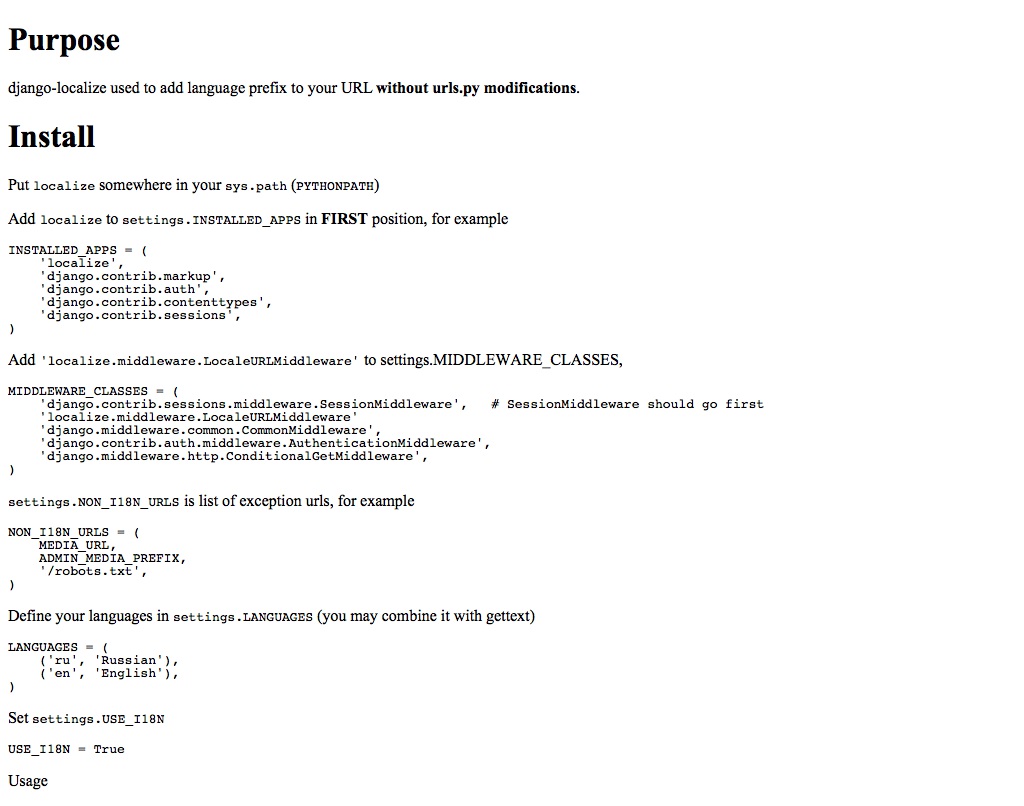 Purpose
django-localize used to add language prefix to your URL without urls.py modifications.
Install
Put localize somewhere in your sys.path (PYTHONPATH)
Add localize to settings.INSTALLED_APPS in FIRST position, for example
INSTALLED_APPS = (
    'localize',
    'django.contrib.markup',
    'django.contrib.auth',
    'django.contrib.contenttypes',
    'django.contrib.sessions',
)
Add 'localize.middleware.LocaleURLMiddleware' to settings.MIDDLEWARE_CLASSES,
MIDDLEWARE_CLASSES = (
    'django.contrib.sessions.middleware.SessionMiddleware',   # SessionMiddleware should go first
    'localize.middleware.LocaleURLMiddleware'
    'django.middleware.common.CommonMiddleware',
    'django.contrib.auth.middleware.AuthenticationMiddleware',
    'django.middleware.http.ConditionalGetMiddleware',
)
settings.NON_I18N_URLS is list of exception urls, for example
NON_I18N_URLS = (
    MEDIA_URL,
    ADMIN_MEDIA_PREFIX,
    '/robots.txt',
)
Define your languages in settings.LANGUAGES (you may combine it with gettext)
LANGUAGES = (
    ('ru', 'Russian'),
    ('en', 'English'),
)
Set settings.USE_I18N
USE_I18N = True
Usage